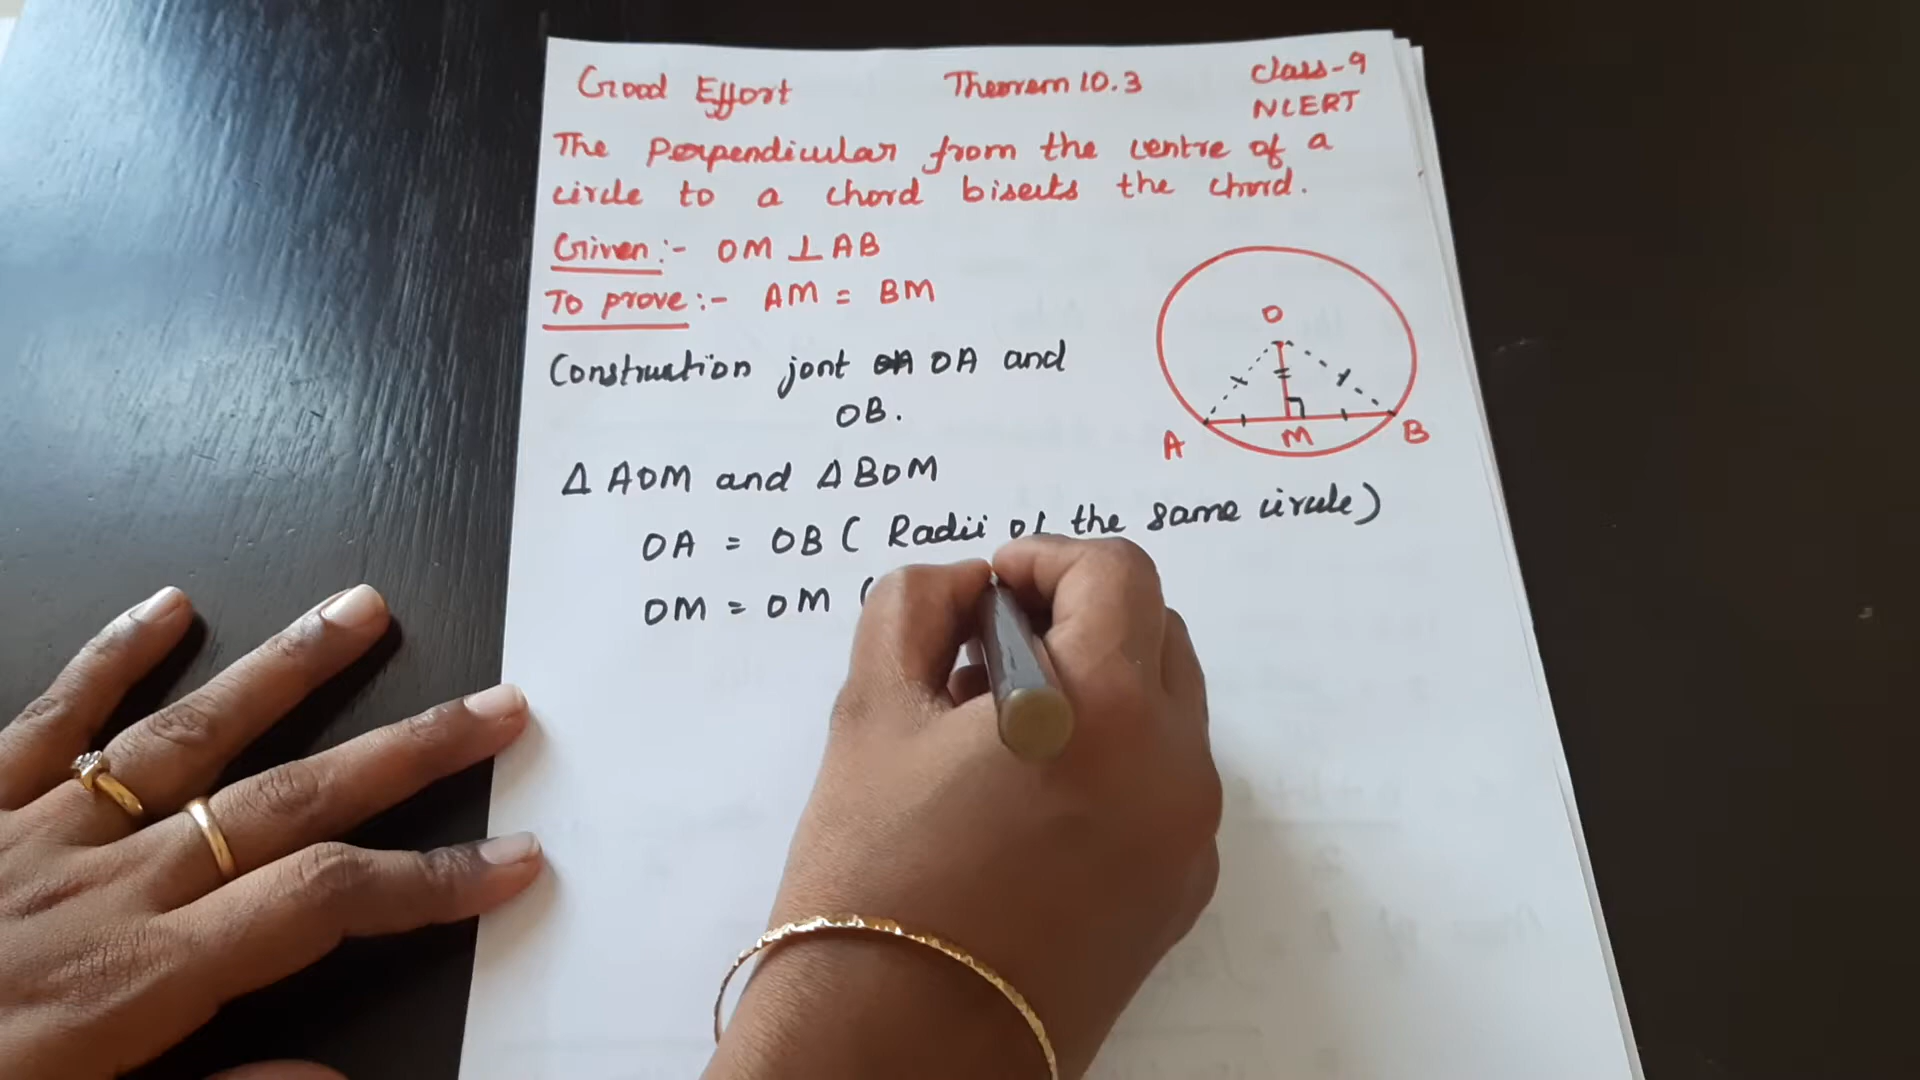 Good Effort Theorem 10.3 Class-9
NCERT
The Perpendicular from the centre of a
circle to a chord bisects the chord.
Given :- OM ⊥ AB
To prove :- AM = BM
Construction jont OA and
OB.
Δ AOM and Δ BOM
OA = OB ( Radii of the same circle )
OM = OM (
O
A M B